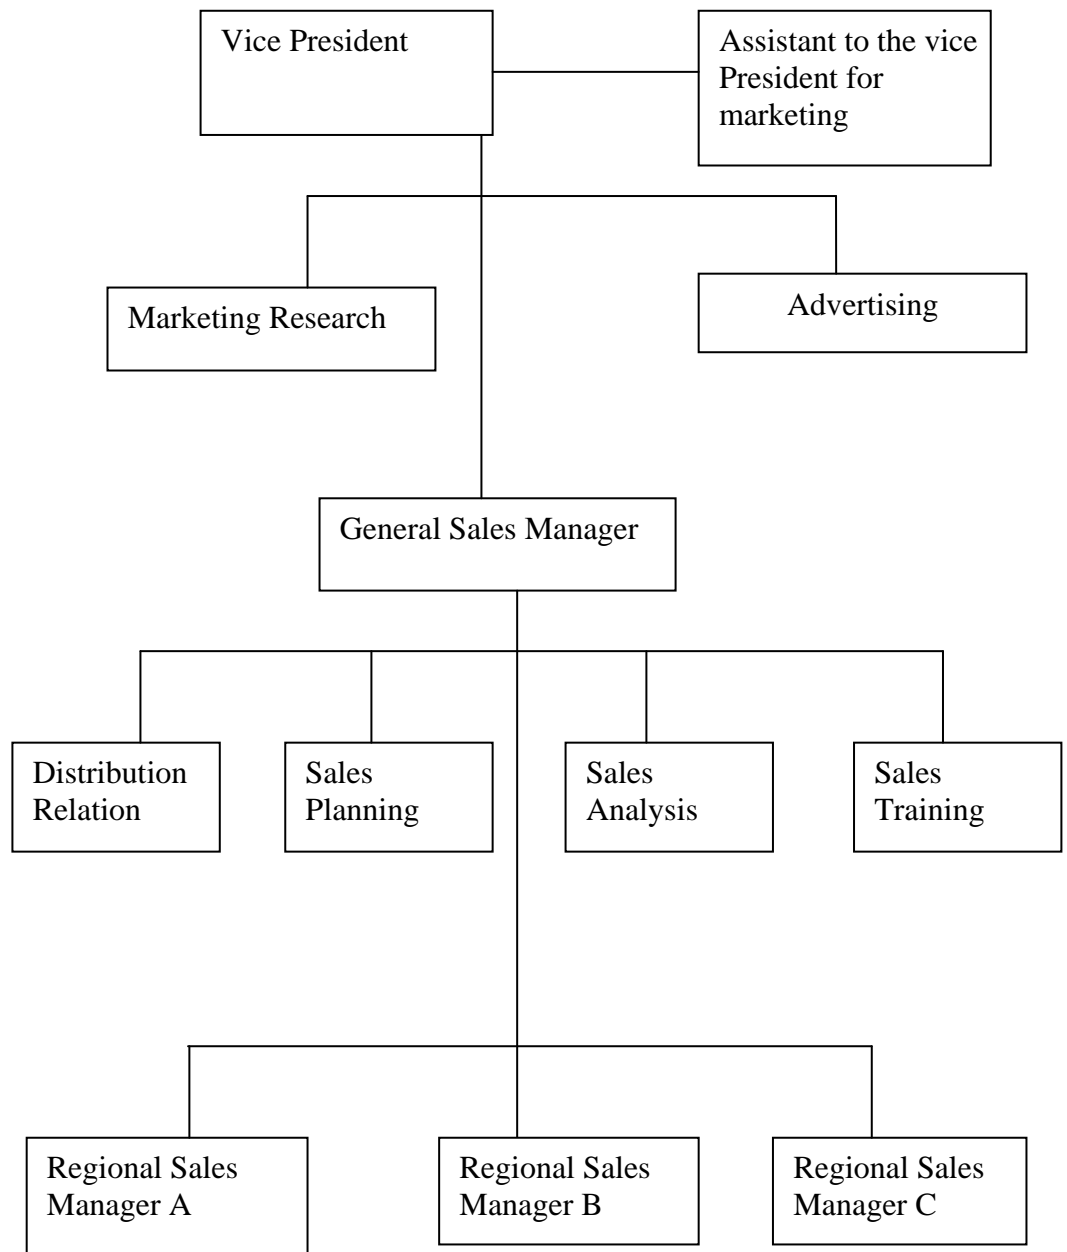 Vice President
Assistant to the vice
President for
marketing
Marketing Research
Advertising
General Sales Manager
Distribution
Relation
Sales
Planning
Sales
Analysis
Sales
Training
Regional Sales
Manager A
Regional Sales
Manager B
Regional Sales
Manager C